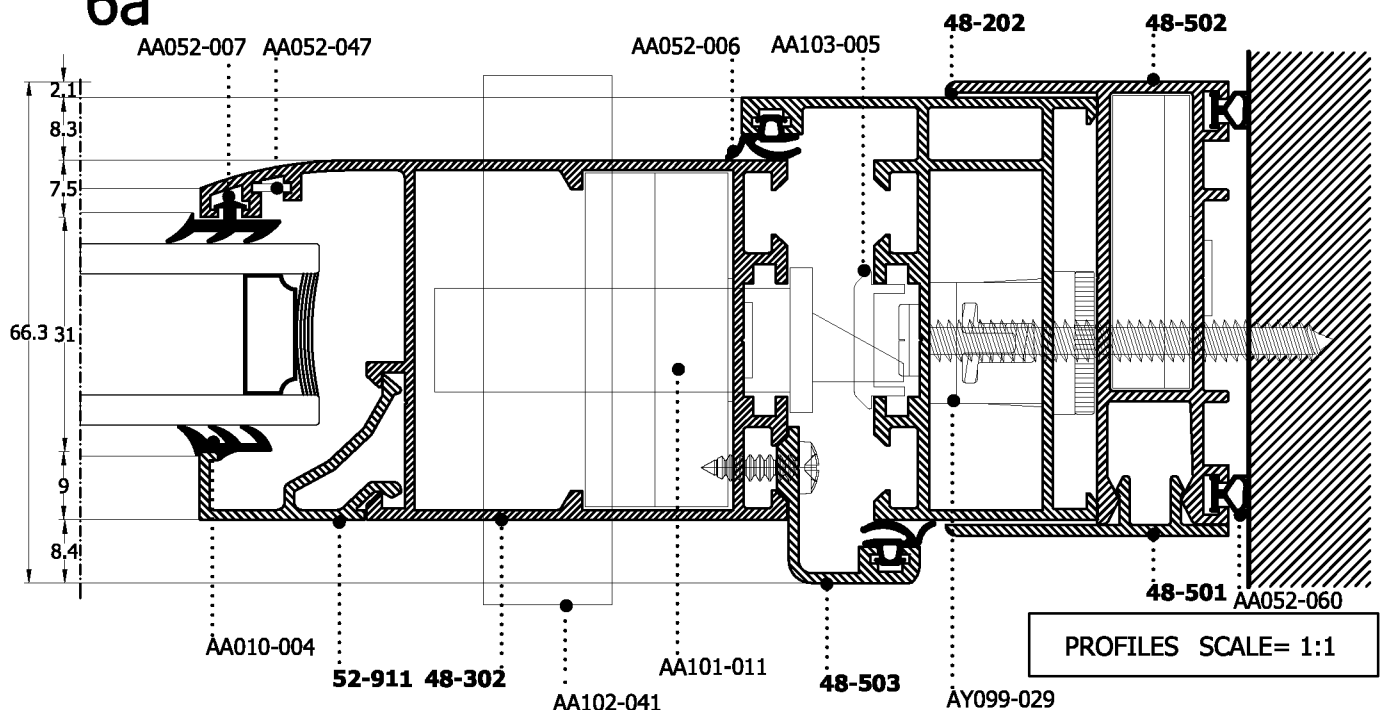 6a
48-202
48-502
AA052-007
AA052-047
AA052-006
AA103-005
2.1
8.3
7.5
66.3
31
9
8.4
48-501
AA052-060
AA010-004
PROFILES SCALE= 1:1
52-911
48-302
AA101-011
48-503
AA102-041
AY099-029